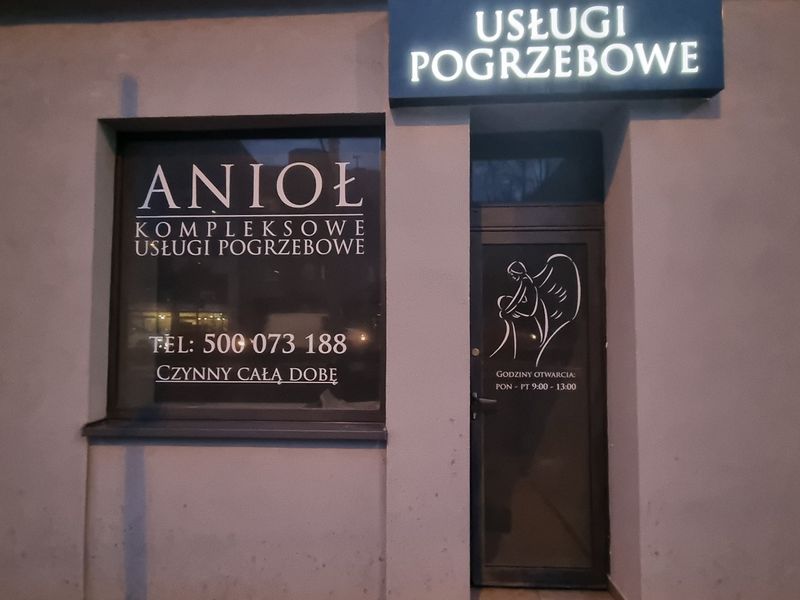 USŁUGI
POGRZEBOWE
ANIOŁ
KOMPLEKSOWE
USŁUGI POGRZEBOWE
TEL: 500 073 188
CZYNNY CAŁĄ DOBĘ
GODZINY OTWARCIA:
PON - PT 9:00 - 13:00